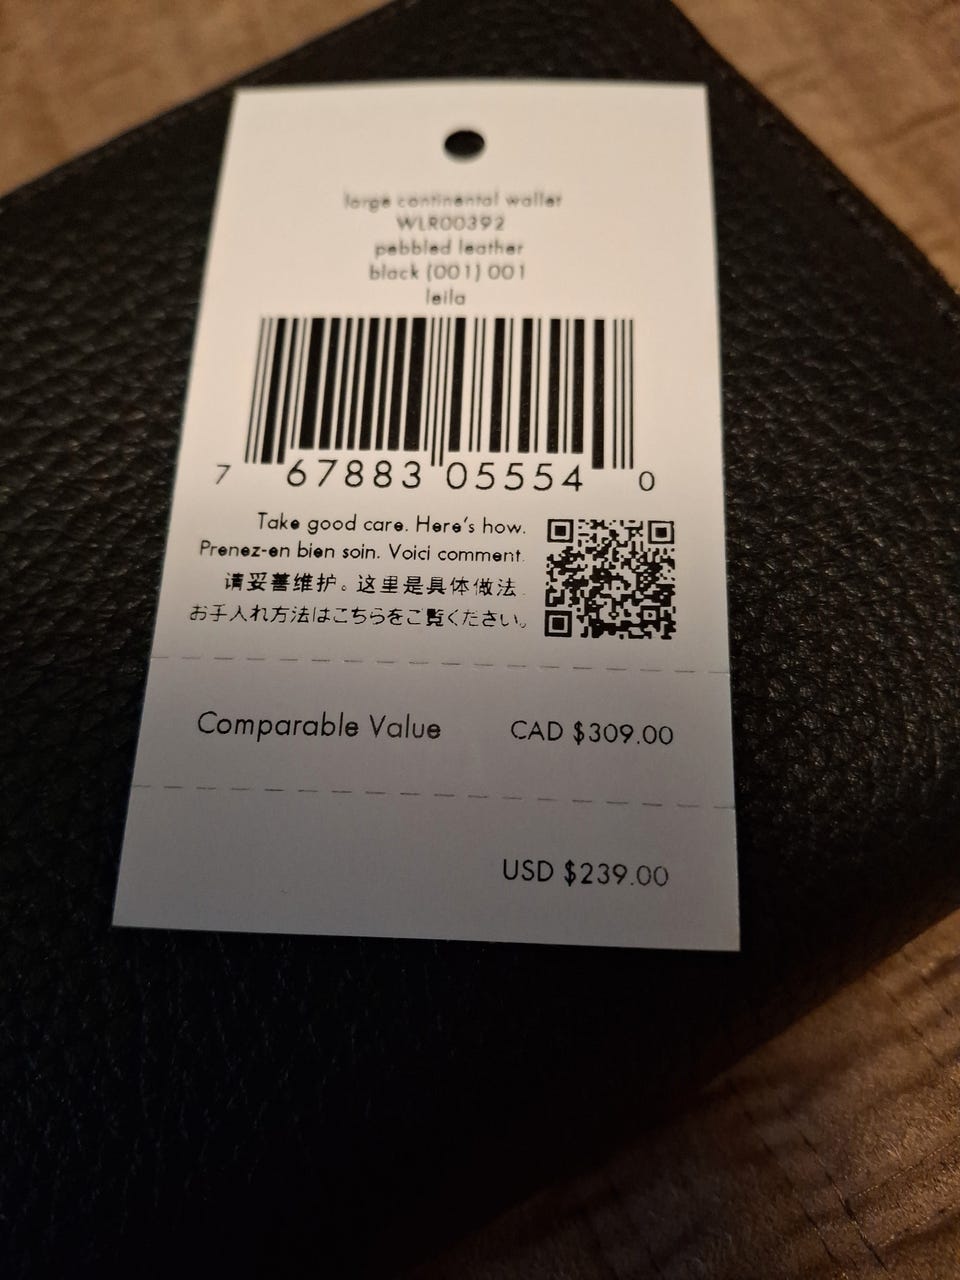 large continental wallet
WLR00392
pebbled leather
black (001) 001
leila
7 67883 05554 0
Take good care. Here's how.
Prenez-en bien soin. Voici comment.
请妥善维护。这里是具体做法.
お手入れ方法はこちらをご覧ください。
Comparable Value CAD $309.00
USD $239.00